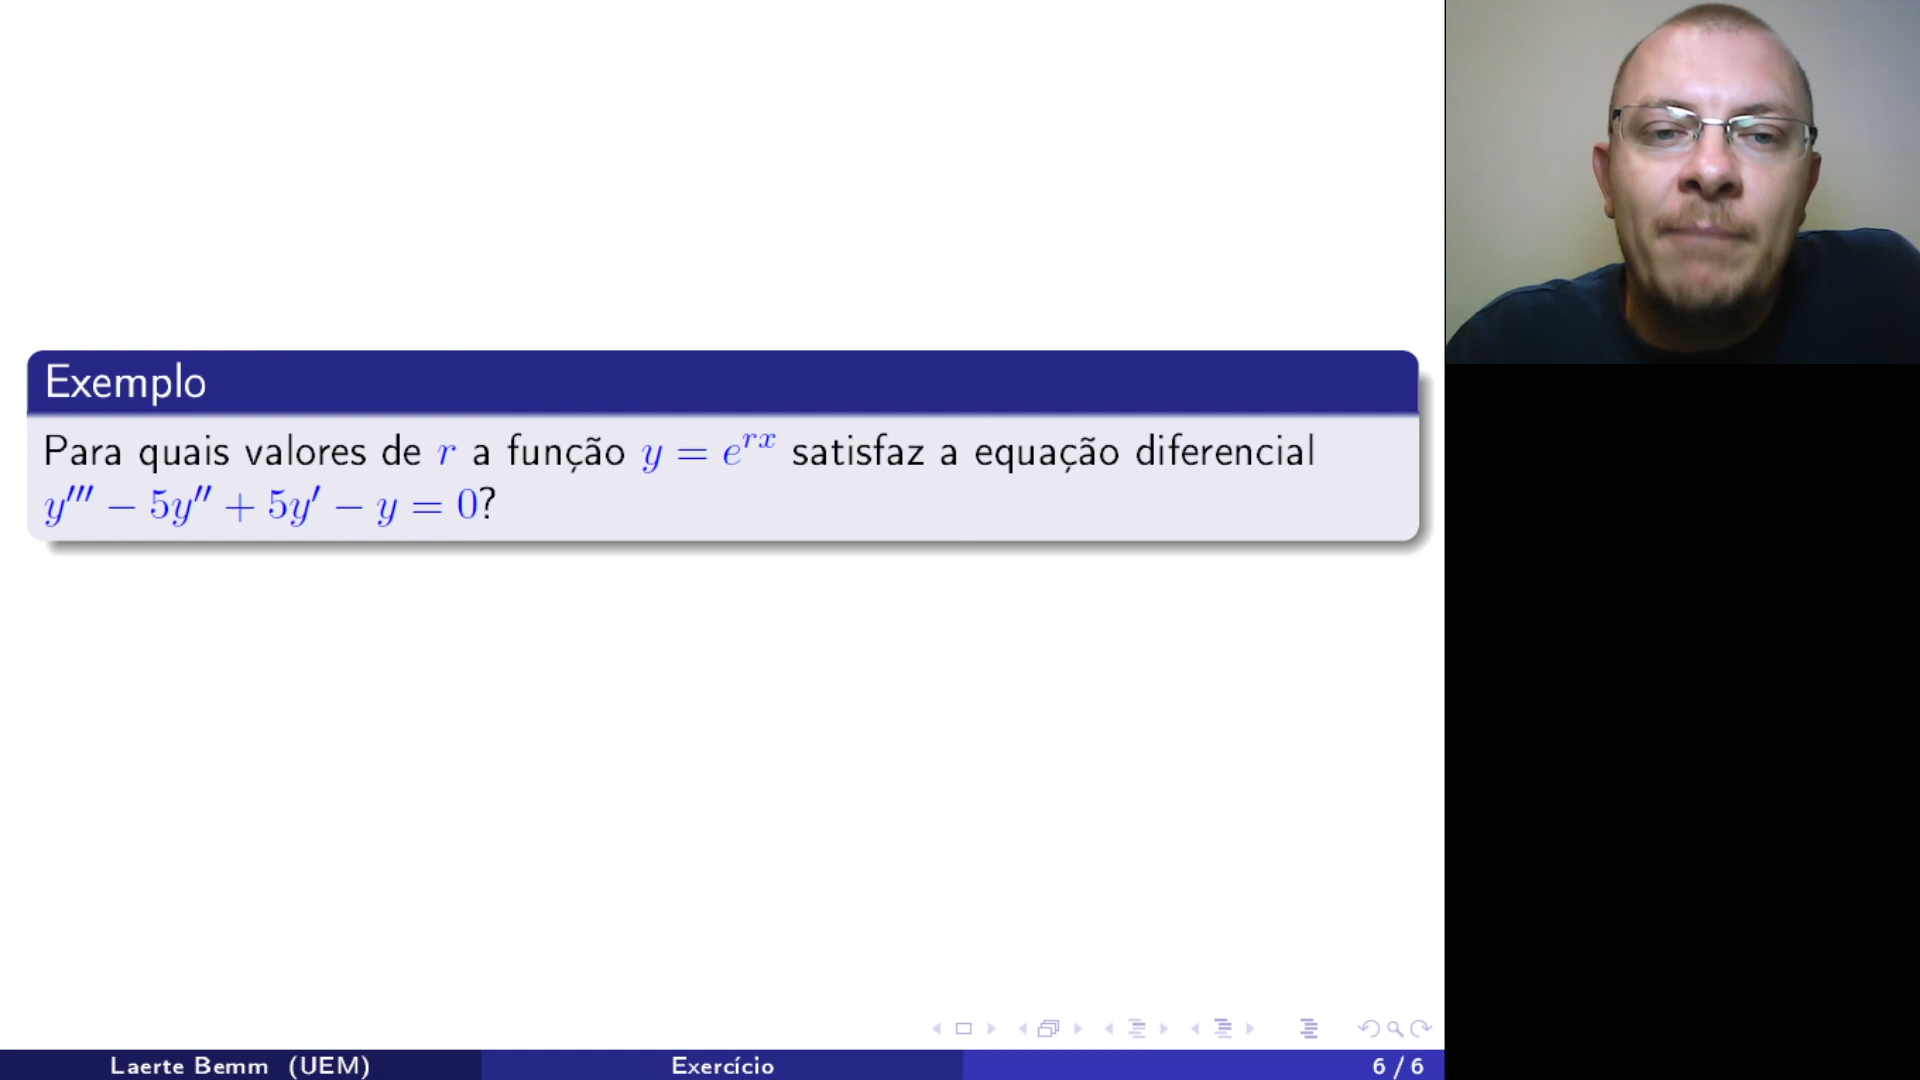 Exemplo
Para quais valores de r a função y = e^{rx} satisfaz a equação diferencial
y''' − 5y'' + 5y' − y = 0?
Laerte Bemm (UEM)
Exercício
6 / 6